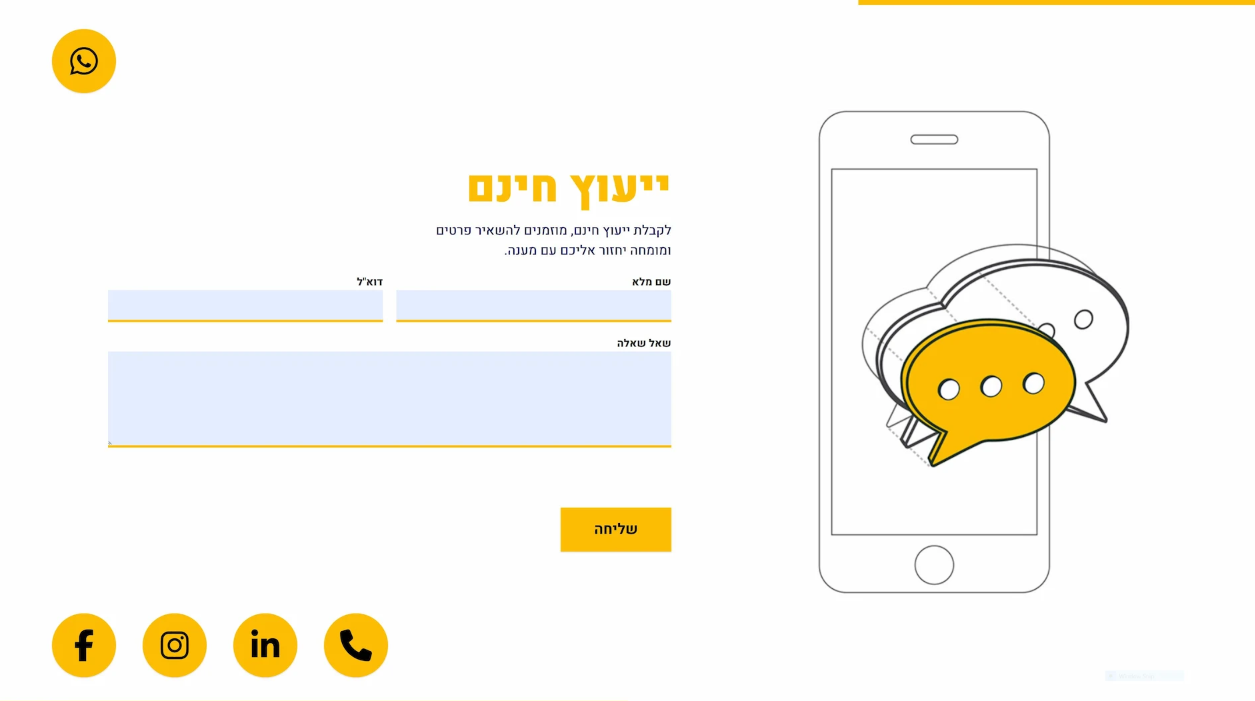 ייעוץ חינם
לקבלת ייעוץ חינם, מוזמנים להשאיר פרטים
ומומחה יחזור אליכם עם מענה.
שם מלא
דוא"ל
שאל שאלה
שליחה